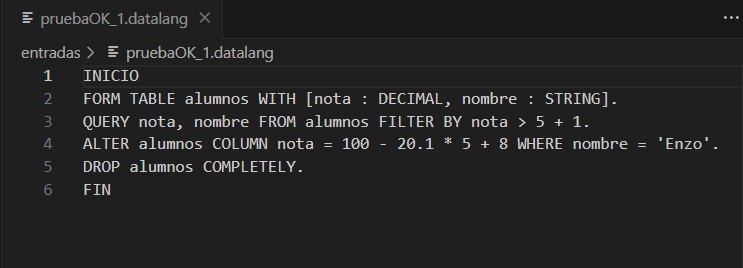 pruebaOK_1.datalang
entradas > pruebaOK_1.datalang
1 INICIO
2 FORM TABLE alumnos WITH [nota : DECIMAL, nombre : STRING].
3 QUERY nota, nombre FROM alumnos FILTER BY nota > 5 + 1.
4 ALTER alumnos COLUMN nota = 100 - 20.1 * 5 + 8 WHERE nombre = 'Enzo'.
5 DROP alumnos COMPLETELY.
6 FIN